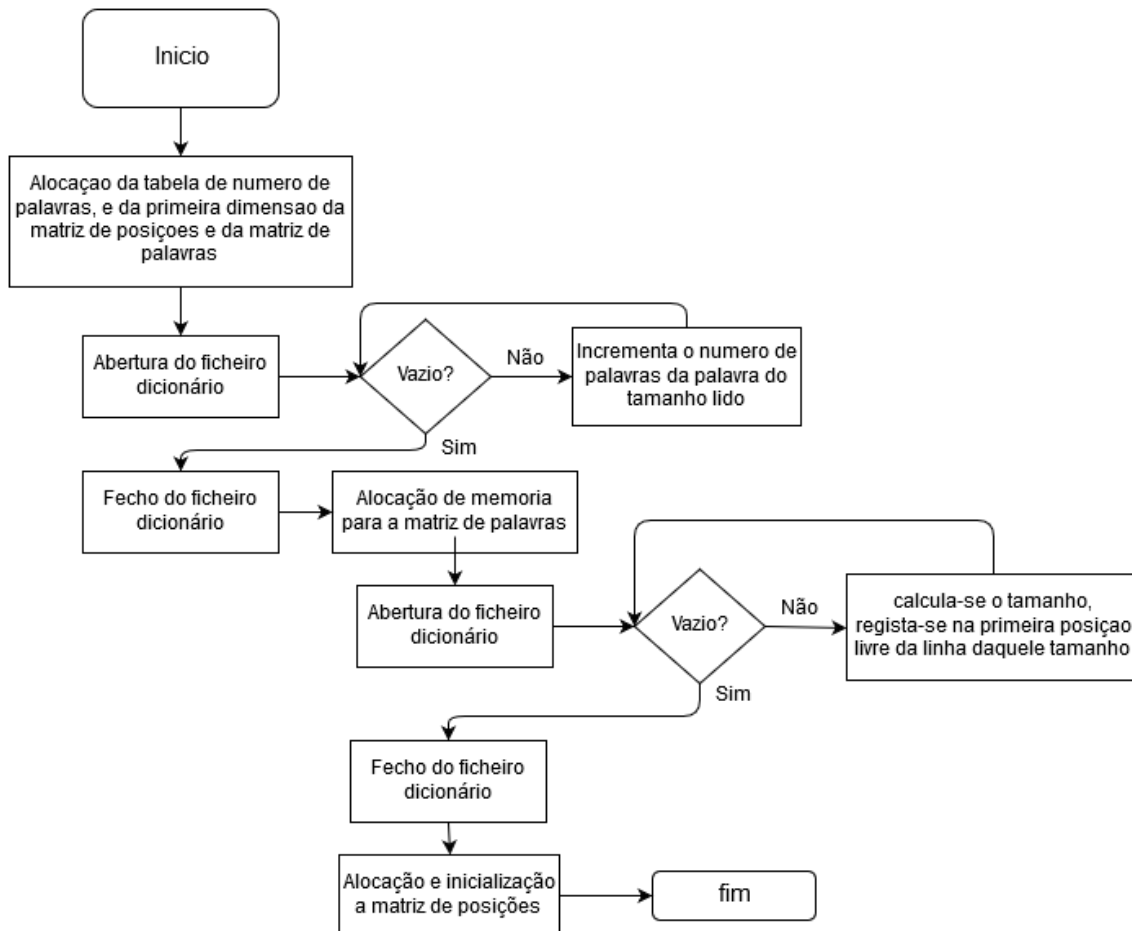 Inicio
Alocaçao da tabela de numero de
palavras, e da primeira dimensao da
matriz de posiçoes e da matriz de
palavras
Abertura do ficheiro
dicionário
Vazio?
Não
Incrementa o numero de
palavras da palavra do
tamanho lido
Sim
Fecho do ficheiro
dicionário
Alocação de memoria
para a matriz de palavras
Abertura do ficheiro
dicionário
Vazio?
Não
calcula-se o tamanho,
regista-se na primeira posiçao
livre da linha daquele tamanho
Sim
Fecho do ficheiro
dicionário
Alocação e inicialização
a matriz de posições
fim